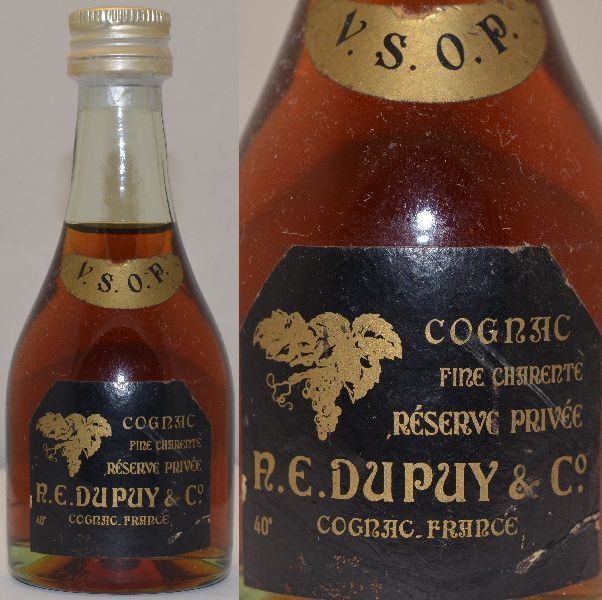 V.S.O.P.
COGNAC
FINE CHARENTE
RÉSERVE PRIVÉE
A.E. DUPUY & Cº
40° COGNAC-FRANCE
V.S.O.P.
COGNAC
FINE CHARENTE
RÉSERVE PRIVÉE
A.E. DUPUY & Cº
40° COGNAC-FRANCE